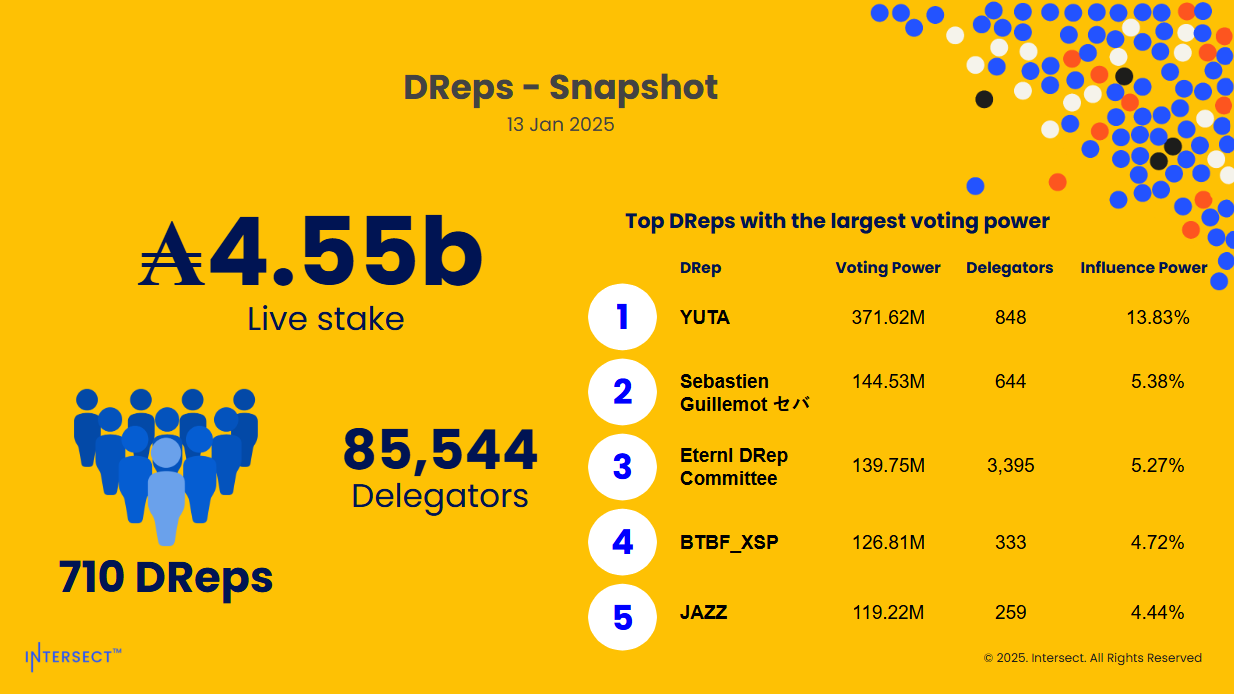 DReps - Snapshot
13 Jan 2025
₳4.55b
Live stake
85,544
Delegators
710 DReps
Top DReps with the largest voting power
DRep Voting Power Delegators Influence Power
1 YUTA 371.62M 848 13.83%
2 Sebastien Guillemot セバ 144.53M 644 5.38%
3 Eternl DRep Committee 139.75M 3,395 5.27%
4 BTBF_XSP 126.81M 333 4.72%
5 JAZZ 119.22M 259 4.44%
INTERSECT™
© 2025. Intersect. All Rights Reserved